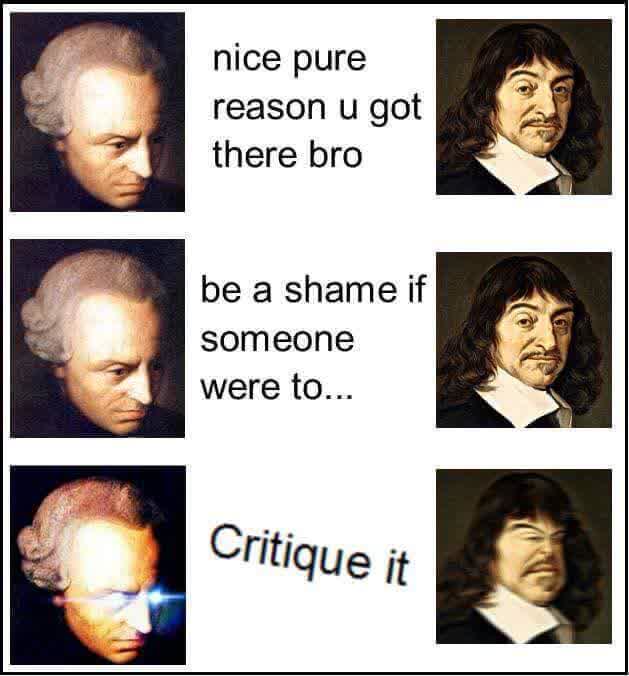 nice pure
reason u got
there bro
be a shame if
someone
were to...
Critique it